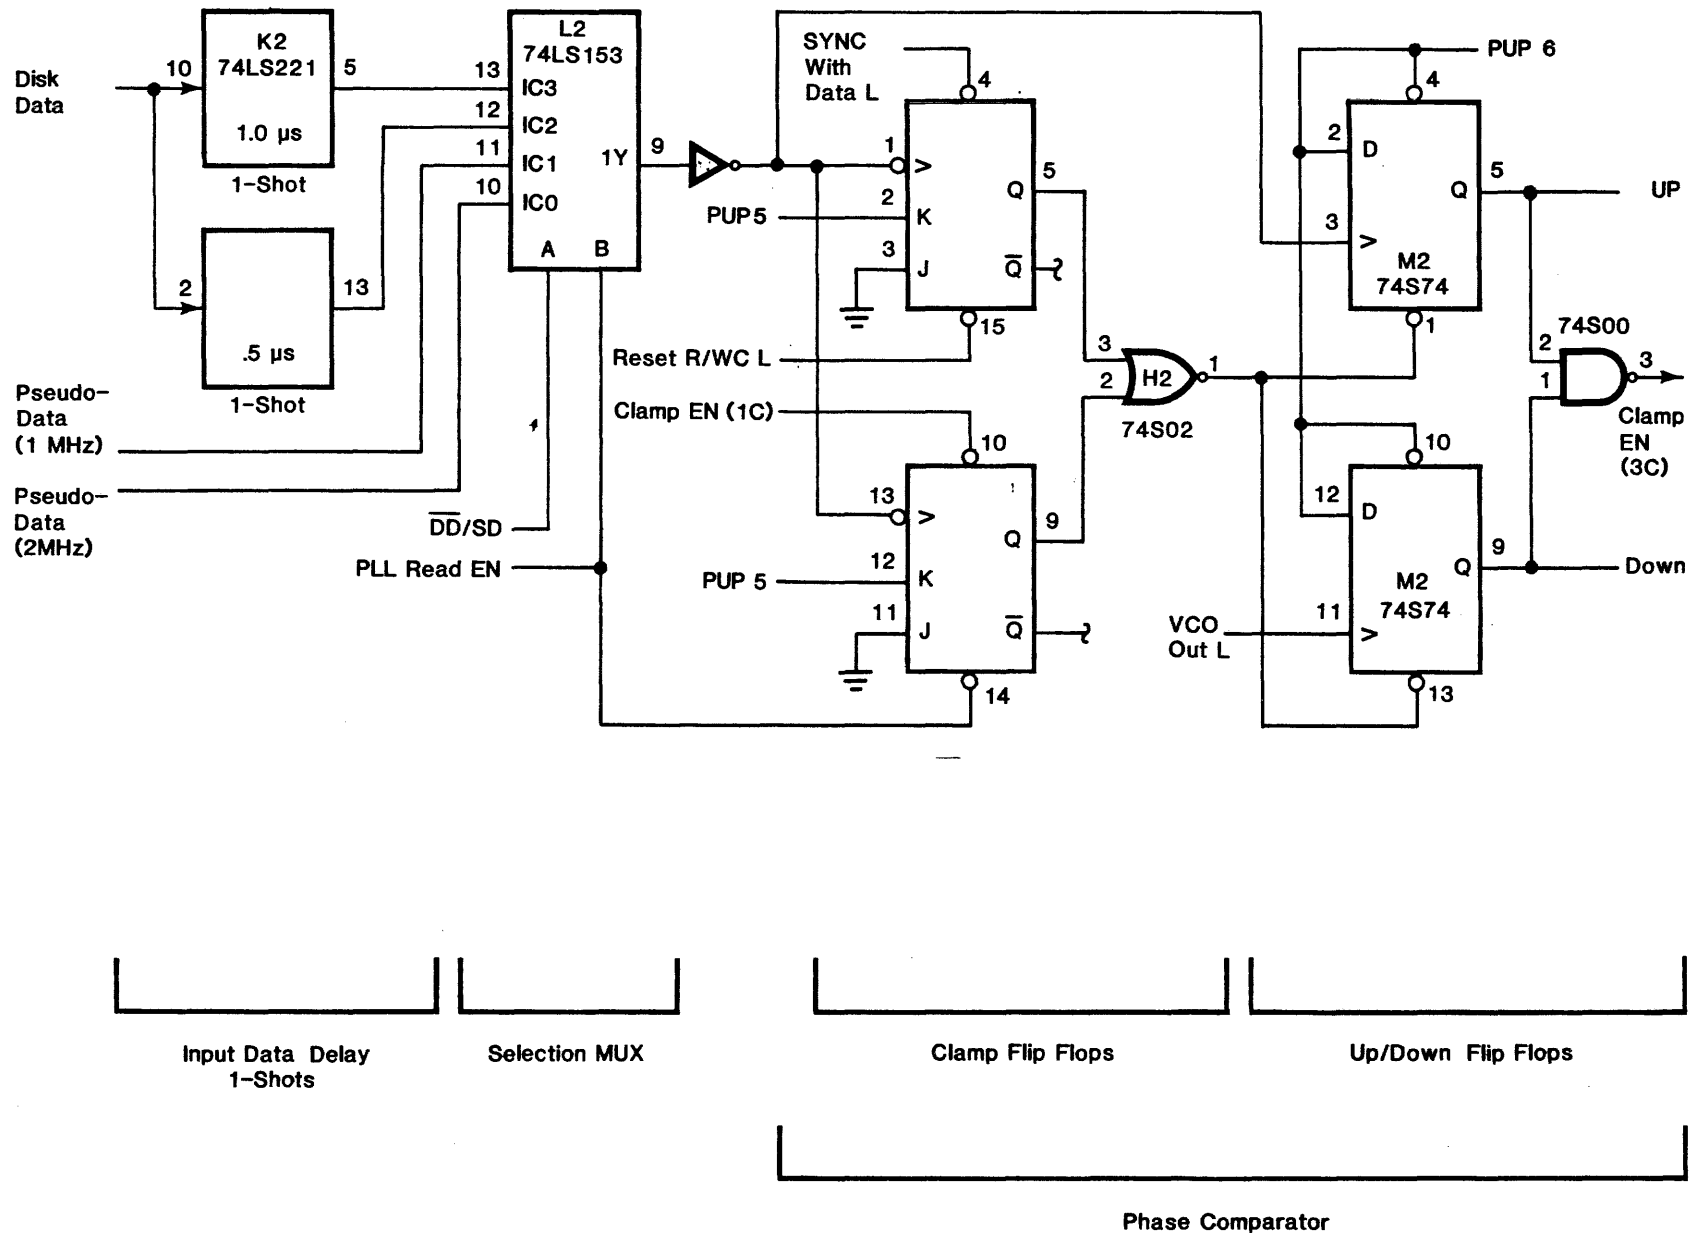 Disk
Data
10
K2
74LS221
1.0 µs
5
1-Shot
2
.5 µs
13
1-Shot
Pseudo-
Data
(1 MHz)
Pseudo-
Data
(2MHz)
L2
74LS153
13
IC3
12
IC2
11
IC1
10
IC0
1Y
9
A
B
D̅D̅/SD
PLL Read EN
SYNC
With
Data L
4
1
>
2
PUP5
K
3
J
Q
5
Q̅
15
Reset R/WC L
Clamp EN (1C)
10
13
>
12
PUP 5
K
11
J
Q
9
Q̅
14
3
2
H2
1
74S02
PUP 6
4
2
D
Q
5
UP
3
>
M2
74S74
1
74S00
2
1
3
Clamp
EN
(3C)
10
12
D
Q
9
Down
M2
74S74
11
>
VCO
Out L
13
Input Data Delay
1-Shots
Selection MUX
Clamp Flip Flops
Up/Down Flip Flops
Phase Comparator